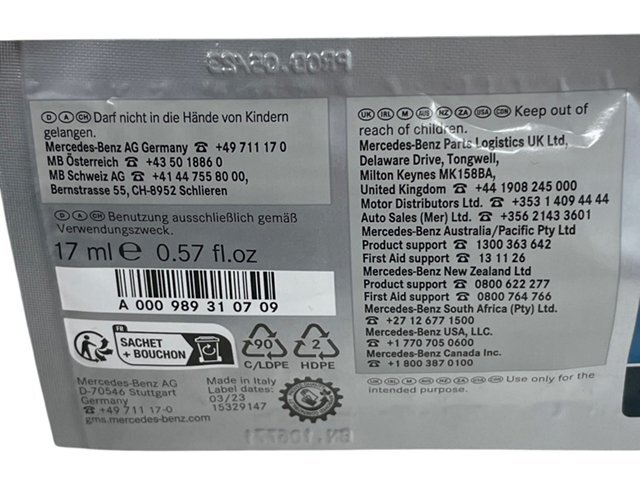 PROD.05/23
D A CH Darf nicht in die Hände von Kindern
gelangen.
Mercedes-Benz AG Germany ☎ +49 711 17 0
MB Österreich ☎ +43 50 1886 0
MB Schweiz AG ☎ +41 44 755 80 00,
Bernstrasse 55, CH-8952 Schlieren
D A CH Benutzung ausschließlich gemäß
Verwendungszweck.
17 ml ℮ 0.57 fl.oz
A 000 989 31 07 09
FR
SACHET
+ BOUCHON
90
C/LDPE
2
HDPE
Mercedes-Benz AG
D-70546 Stuttgart
Germany
☎ +49 711 17-0
gms.mercedes-benz.com
Made in Italy
Label dates:
03/23
15329147
UK IRL M AUS NZ ZA USA CDN Keep out of
reach of children.
Mercedes-Benz Parts Logistics UK Ltd,
Delaware Drive, Tongwell,
Milton Keynes MK158BA,
United Kingdom ☎ +44 1908 245 000
Motor Distributors Ltd. ☎ +353 1 409 44 44
Auto Sales (Mer) Ltd. ☎ +356 2143 3601
Mercedes-Benz Australia/Pacific Pty Ltd
Product support ☎ 1300 363 642
First Aid support ☎ 13 11 26
Mercedes-Benz New Zealand Ltd
Product support ☎ 0800 622 277
First Aid support ☎ 0800 764 766
Mercedes-Benz South Africa (Pty) Ltd.
☎ +27 12 677 1500
Mercedes-Benz USA, LLC.
☎ +1 770 705 0600
Mercedes-Benz Canada Inc.
☎ +1 800 387 0100
UK IRL M AUS NZ ZA USA CDN Use only for the
intended purpose.